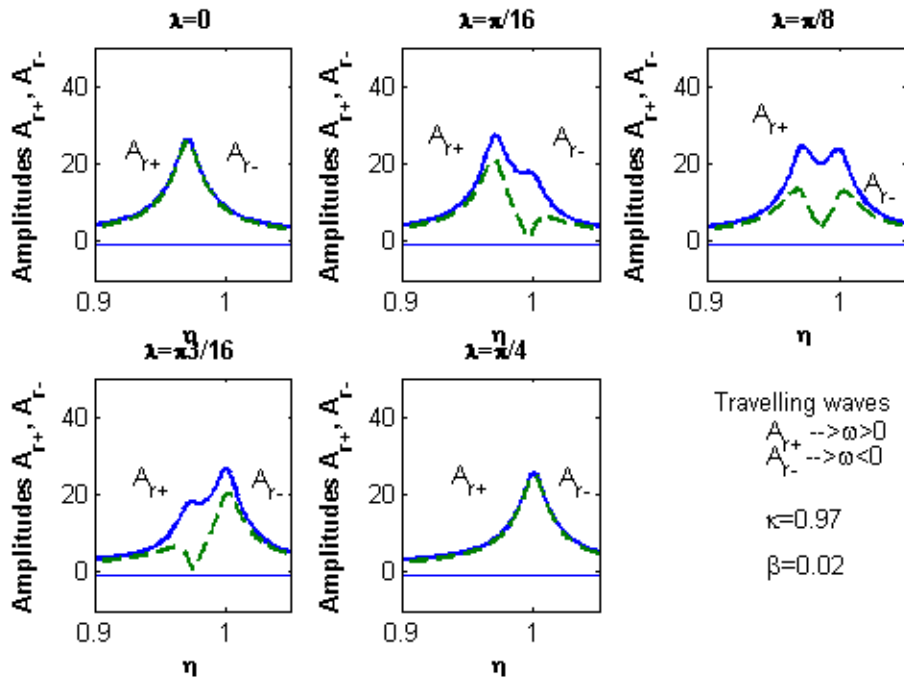 λ=0
λ=π/16
λ=π/8
Amplitudes A_r+, A_r-
40
20
0
A_r+
A_r-
0.9
1
η
Amplitudes A_r+, A_r-
40
20
0
A_r+
A_r-
0.9
1
η
Amplitudes A_r+, A_r-
40
20
0
A_r+
A_r-
0.9
1
η
λ=π3/16
λ=π/4
Amplitudes A_r+, A_r-
40
20
0
A_r+
A_r-
0.9
1
η
Amplitudes A_r+, A_r-
40
20
0
A_r+
A_r-
0.9
1
η
Travelling waves
A_r+ -->ω>0
A_r- -->ω<0
κ=0.97
β=0.02